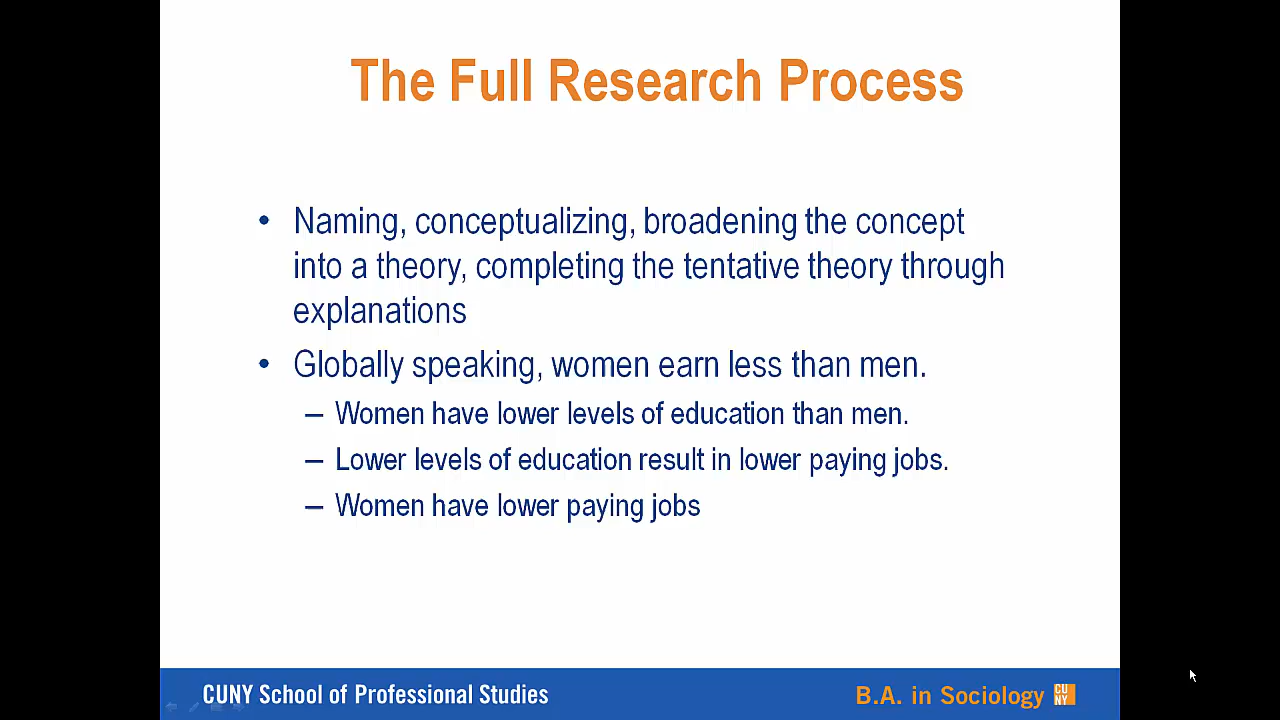 The Full Research Process
• Naming, conceptualizing, broadening the concept
into a theory, completing the tentative theory through
explanations
• Globally speaking, women earn less than men.
– Women have lower levels of education than men.
– Lower levels of education result in lower paying jobs.
– Women have lower paying jobs
CUNY School of Professional Studies
B.A. in Sociology CU
NY